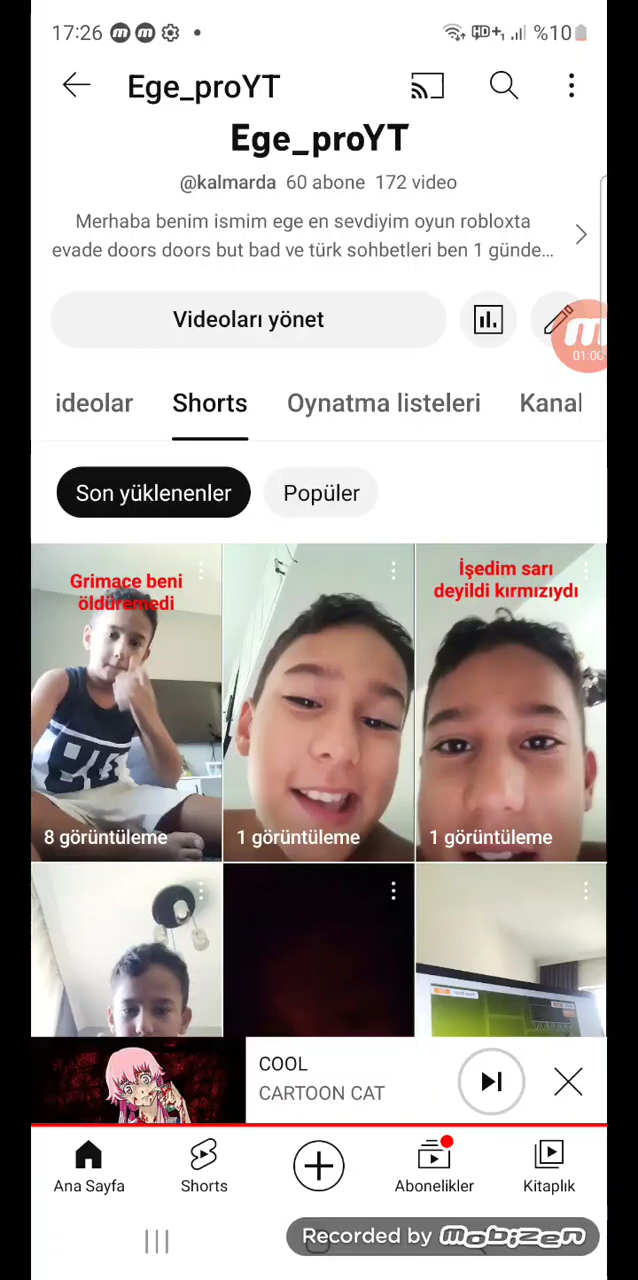 17:26
%10
Ege_proYT
Ege_proYT
@kalmarda 60 abone 172 video
Merhaba benim ismim ege en sevdiyim oyun robloxta
evade doors doors but bad ve türk sohbetleri ben 1 günde...
Videoları yönet
01:00
ideolar Shorts Oynatma listeleri Kanal
Son yüklenenler Popüler
Grimace beni
öldüremedi
İşedim sarı
deyildi kırmızıydı
8 görüntüleme 1 görüntüleme 1 görüntüleme
COOL
CARTOON CAT
Ana Sayfa Shorts Abonelikler Kitaplık
Recorded by mobizen